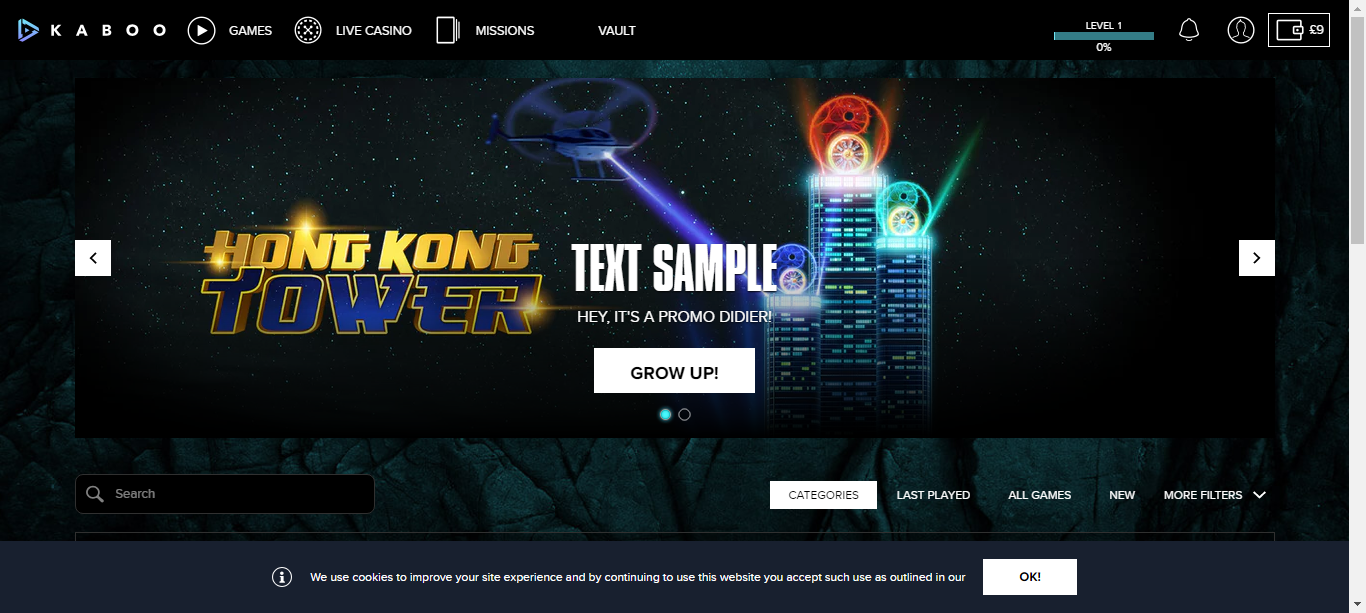 KABOO
GAMES
LIVE CASINO
MISSIONS
VAULT
LEVEL 1
0%
£9
HONG KONG
TOWER
TEXT SAMPLE
HEY, IT'S A PROMO DIDIER!
GROW UP!
Search
CATEGORIES
LAST PLAYED
ALL GAMES
NEW
MORE FILTERS
We use cookies to improve your site experience and by continuing to use this website you accept such use as outlined in our
OK!